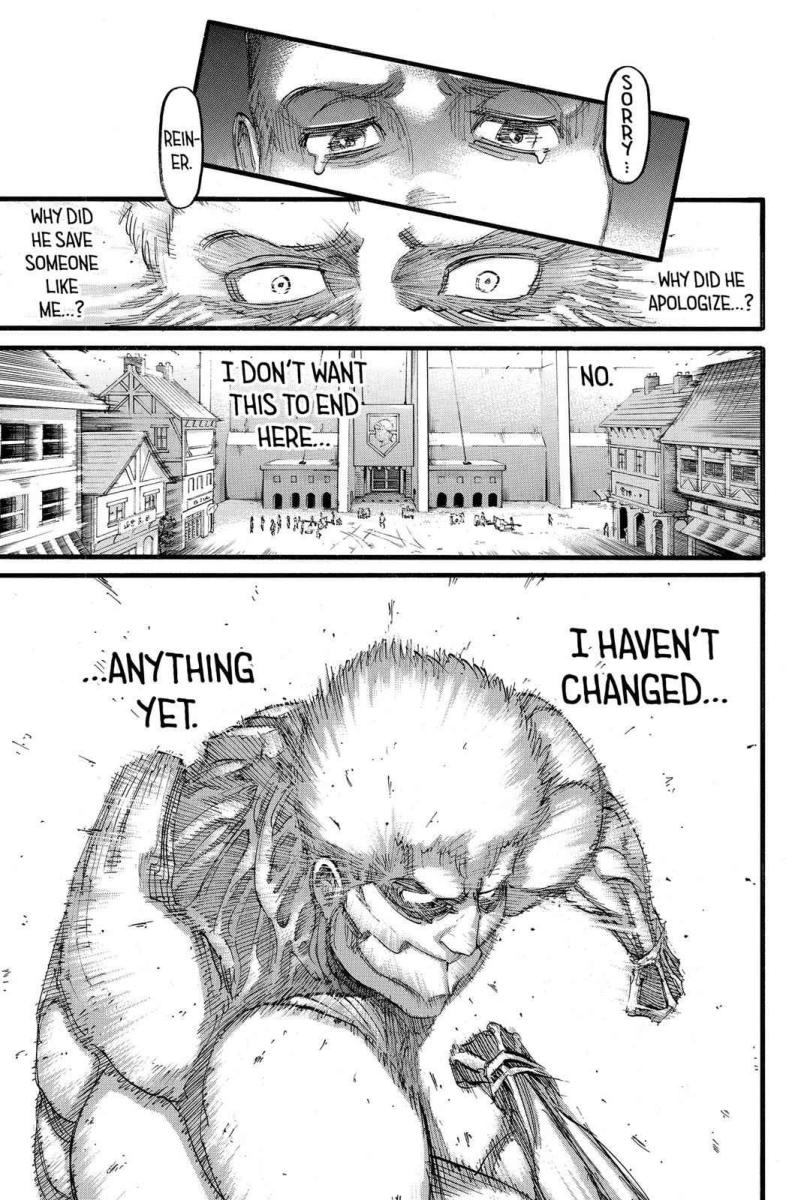 SORRY...
REIN-
ER.
WHY DID HE
APOLOGIZE...?
WHY DID
HE SAVE
SOMEONE
LIKE
ME...?
NO.
I DON'T WANT
THIS TO END
HERE...
I HAVEN'T
CHANGED...
...ANYTHING
YET.